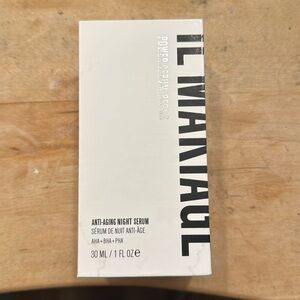 IL MAKIAGE
ANTI-AGING NIGHT SERUM
SÉRUM DE NUIT ANTI-ÂGE
AHA+BHA+PHA
30 ML / 1 FL OZ ℮